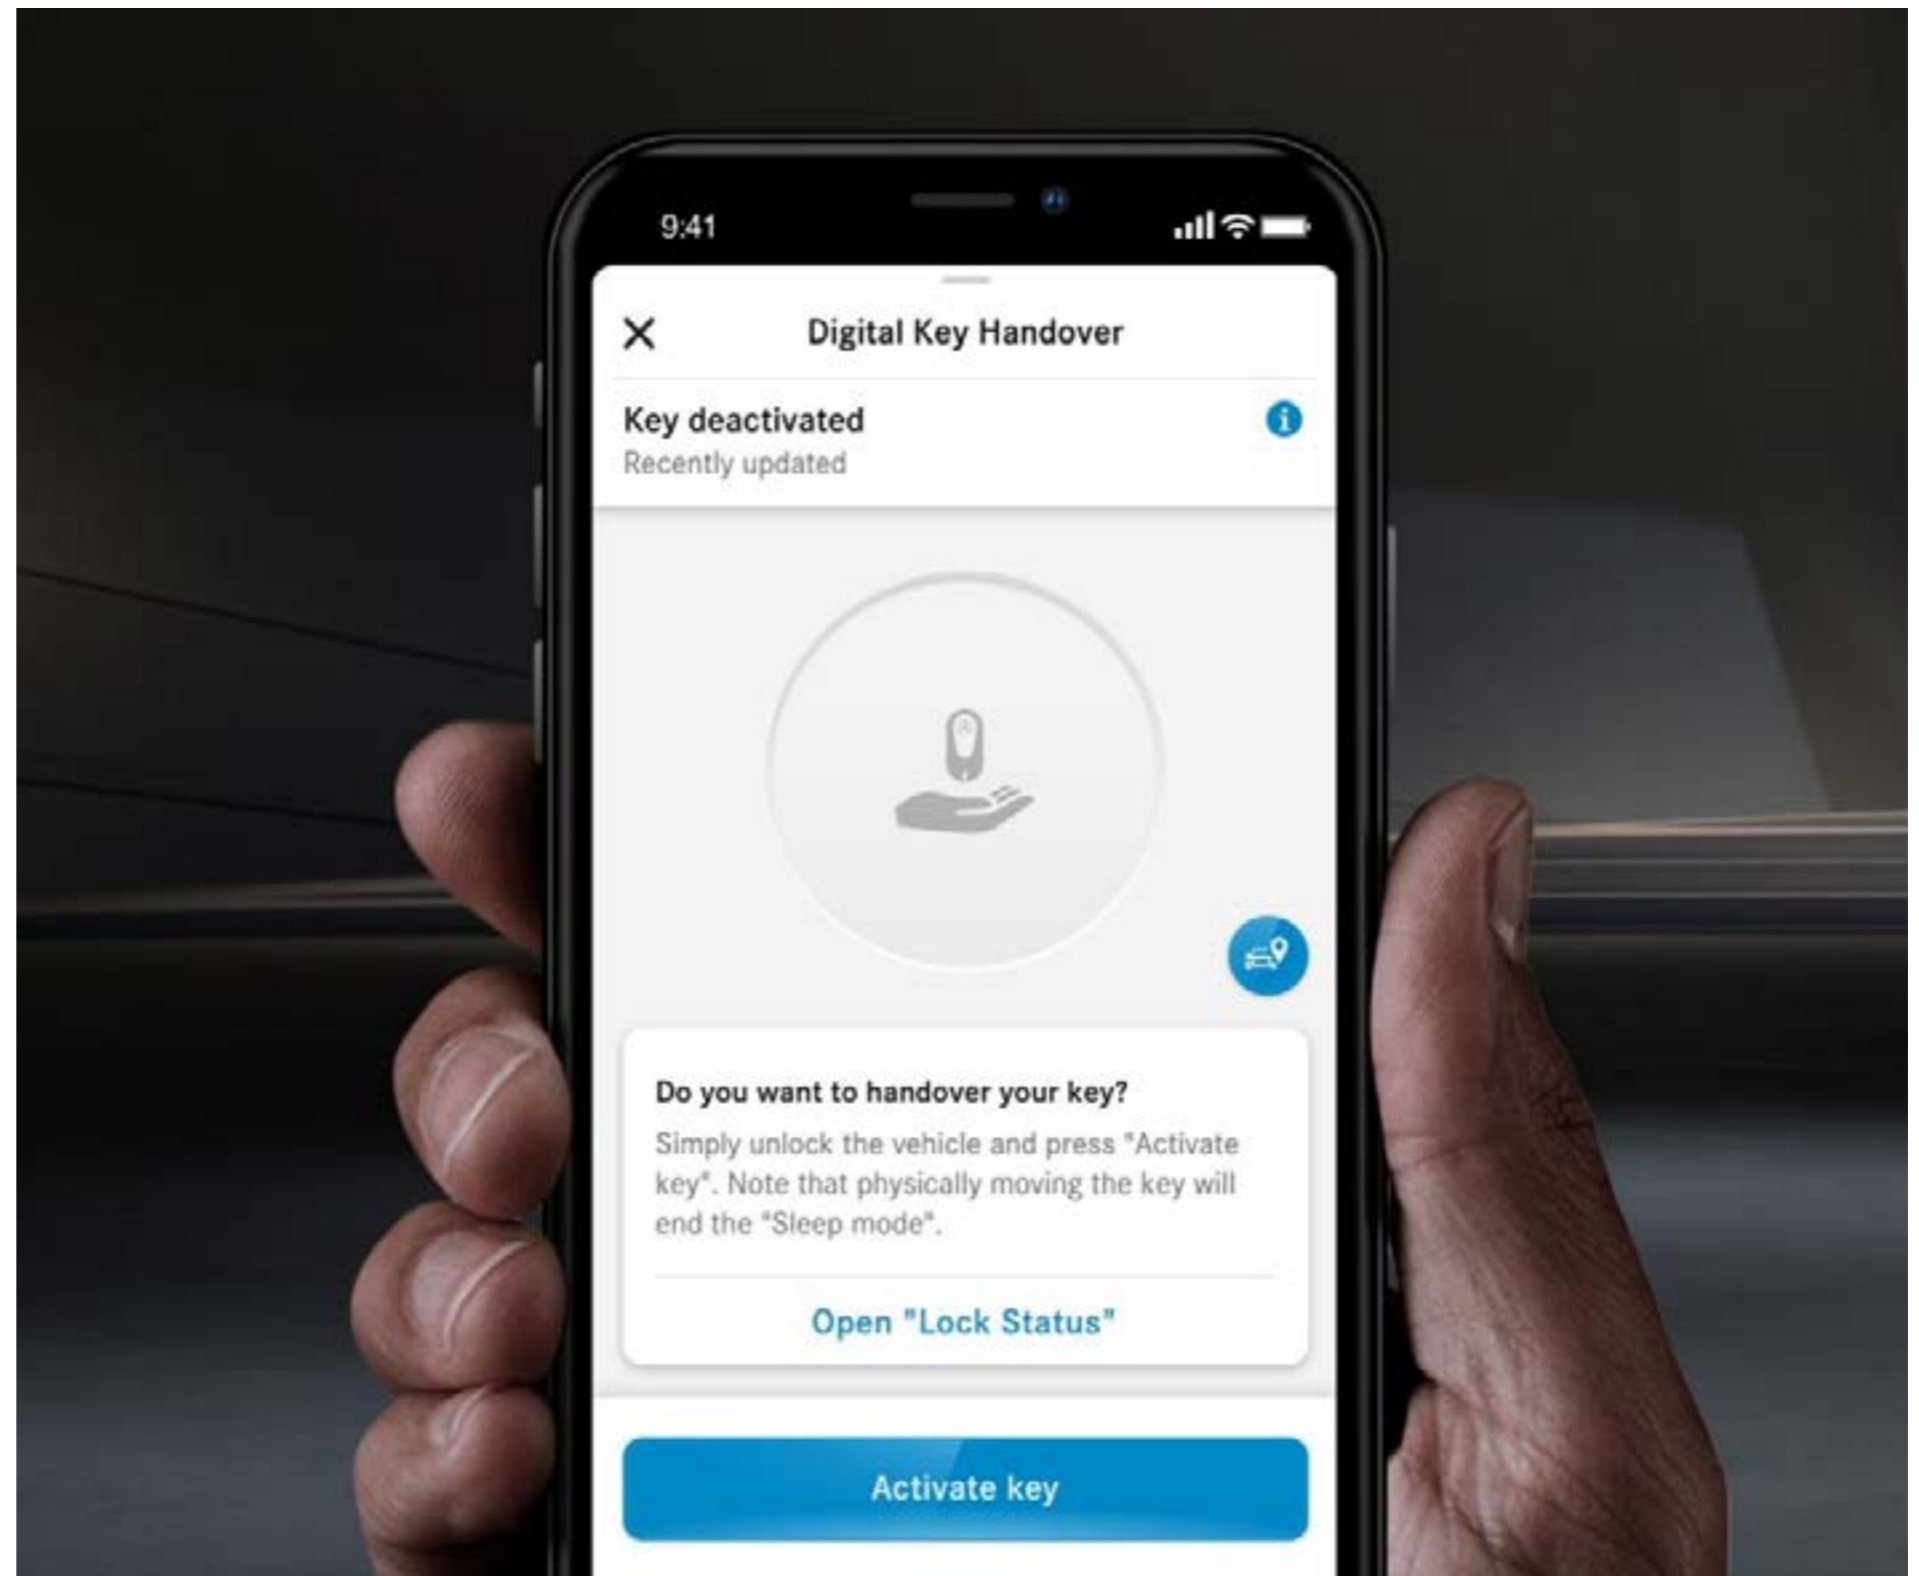 9:41
Digital Key Handover
Key deactivated
Recently updated
Do you want to handover your key?
Simply unlock the vehicle and press "Activate
key". Note that physically moving the key will
end the "Sleep mode".
Open "Lock Status"
Activate key